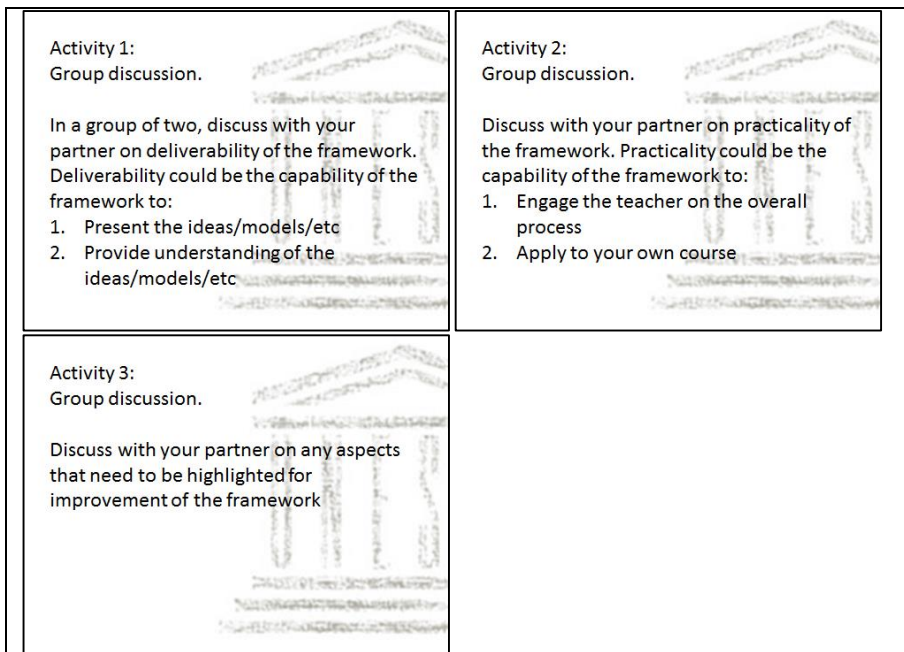 Activity 1:
Group discussion.
In a group of two, discuss with your
partner on deliverability of the framework.
Deliverability could be the capability of the
framework to:
1. Present the ideas/models/etc
2. Provide understanding of the
ideas/models/etc
Activity 2:
Group discussion.
Discuss with your partner on practicality of
the framework. Practicality could be the
capability of the framework to:
1. Engage the teacher on the overall
process
2. Apply to your own course
Activity 3:
Group discussion.
Discuss with your partner on any aspects
that need to be highlighted for
improvement of the framework